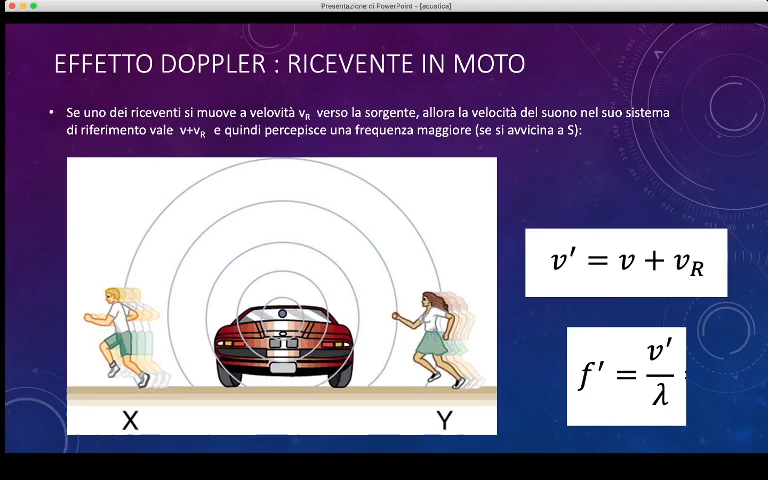 Presentazione di PowerPoint - [acustica]
EFFETTO DOPPLER : RICEVENTE IN MOTO
• Se uno dei riceventi si muove a velovità vR verso la sorgente, allora la velocità del suono nel suo sistema
di riferimento vale v+vR e quindi percepisce una frequenza maggiore (se si avvicina a S):
v′ = v + vR
f′ = v′/λ
X Y